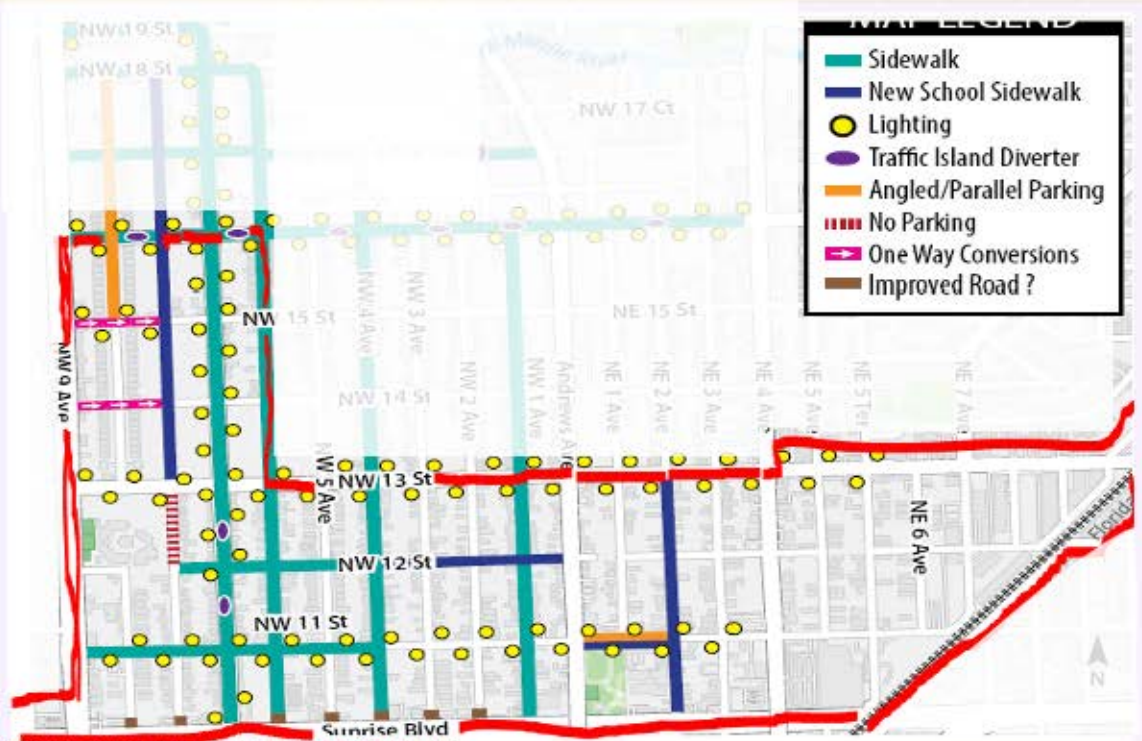 MAP LEGEND
Sidewalk
New School Sidewalk
Lighting
Traffic Island Diverter
Angled/Parallel Parking
No Parking
One Way Conversions
Improved Road ?
NW 19 St
NW 18 St
NW 17 Ct
NW 15 St
NE 15 St
NW 4 Ave
NW 3 Ave
NW 9 Ave
NW 14 St
NW 2 Ave
NW 1 Ave
Andrews Ave
NE 1 Ave
NE 2 Ave
NE 3 Ave
NE 4 Ave
NE 5 Ave
NE 5 Ter
NE 7 Ave
W 5 Ave
NW 13 St
NE 6 Ave
Florida
NW 12 St
NW 11 St
N
Sunrise Blvd